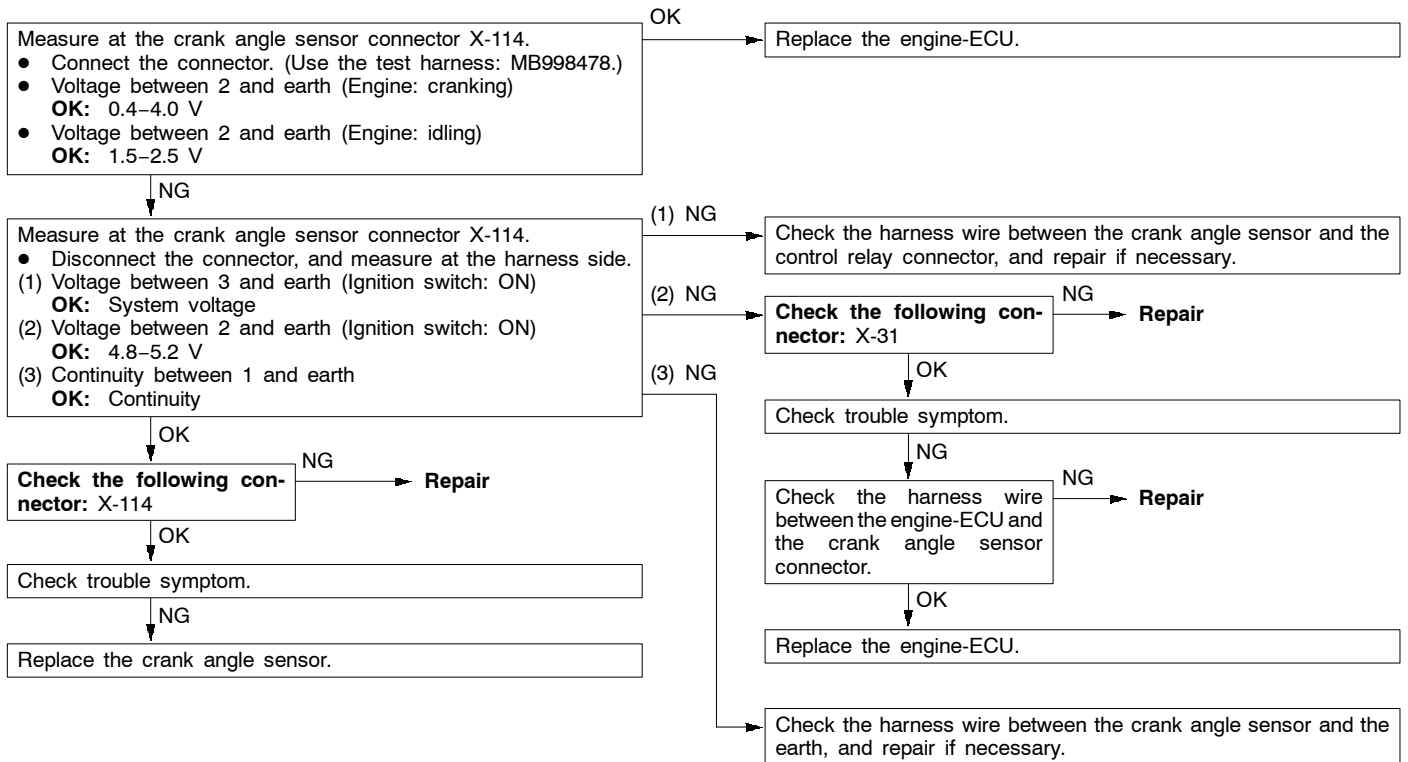 OK
Measure at the crank angle sensor connector X-114.
● Connect the connector. (Use the test harness: MB998478.)
● Voltage between 2 and earth (Engine: cranking)
OK: 0.4–4.0 V
● Voltage between 2 and earth (Engine: idling)
OK: 1.5–2.5 V
Replace the engine-ECU.
NG
Measure at the crank angle sensor connector X-114.
● Disconnect the connector, and measure at the harness side.
(1) Voltage between 3 and earth (Ignition switch: ON)
OK: System voltage
(2) Voltage between 2 and earth (Ignition switch: ON)
OK: 4.8–5.2 V
(3) Continuity between 1 and earth
OK: Continuity
(1) NG
Check the harness wire between the crank angle sensor and the
control relay connector, and repair if necessary.
(2) NG
Check the following con-
nector: X-31
NG
Repair
OK
Check trouble symptom.
NG
Check the harness wire
between the engine-ECU and
the crank angle sensor
connector.
NG
Repair
OK
Replace the engine-ECU.
(3) NG
Check the harness wire between the crank angle sensor and the
earth, and repair if necessary.
OK
Check the following con-
nector: X-114
NG
Repair
OK
Check trouble symptom.
NG
Replace the crank angle sensor.